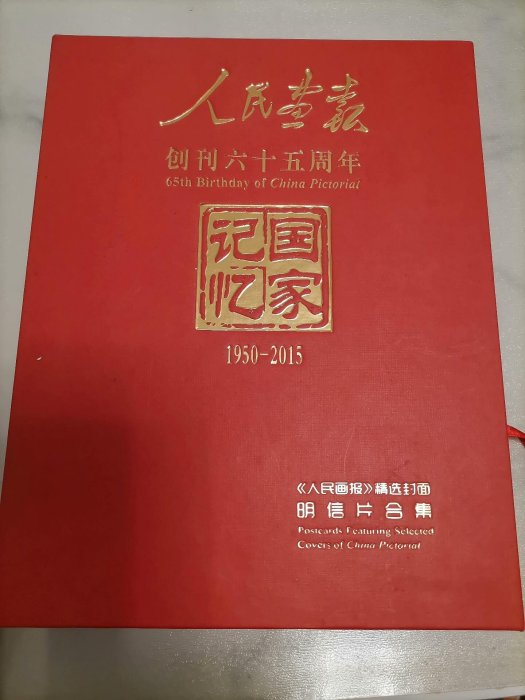 人民画报
创刊六十五周年
65th Birthday of China Pictorial
国家
记忆
1950-2015
《人民画报》精选封面
明信片合集
Postcards Featuring Selected
Covers of China Pictorial